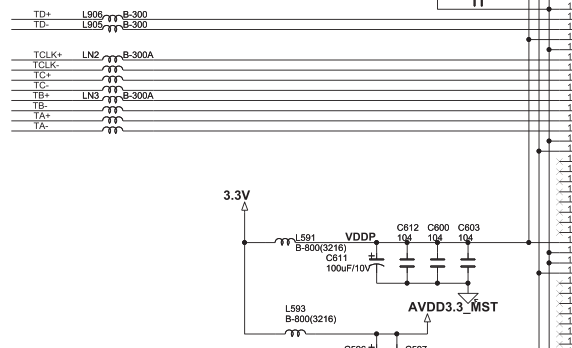 TD+ L906 B-300
TD- L905 B-300
TCLK+ LN2 B-300A
TCLK-
TC+
TC-
TB+ LN3 B-300A
TB-
TA+
TA-
3.3V
L591
B-800(3216)
VDDP
C611
100uF/10V
C612
104
C600
104
C603
104
L593
B-800(3216)
AVDD3.3_MST